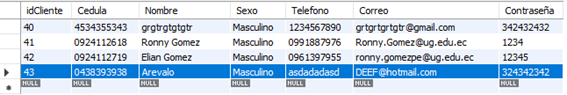 idCliente Cedula Nombre Sexo Telefono Correo Contraseña
40 4534355343 grgtrgtgtgtr Masculino 1234567890 grtgrtgrtgtr@gmail.com 342432432
41 0924112618 Ronny Gomez Masculino 0991887976 Ronny.Gomez@ug.edu.ec 1234
42 0924112719 Elian Gomez Masculino 0961397955 ronny.gomezpe@ug.edu.ec 12345
43 0438393938 Arevalo Masculino asdadadasd DEEF@hotmail.com 324342342
NULL NULL NULL NULL NULL NULL NULL